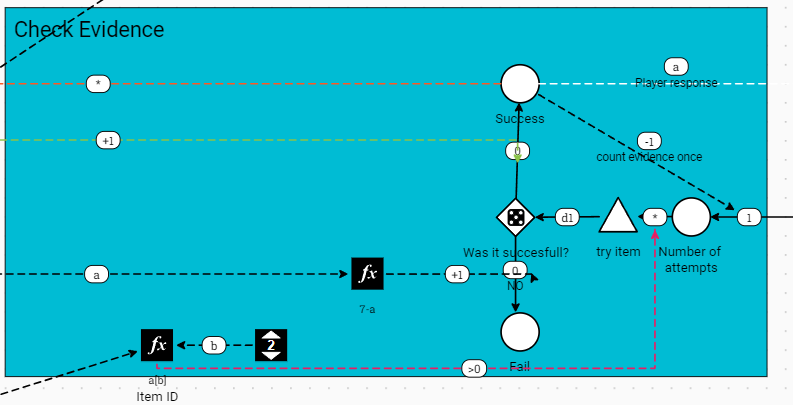 Check Evidence
a
*
Player response
Success
+1
-1
0
count evidence once
d1
*
1
Was it succesfull?
try item
Number of
attempts
a
fx
+1
0
NO
7-a
fx
b
2
>0
Fail
a[b]
Item ID